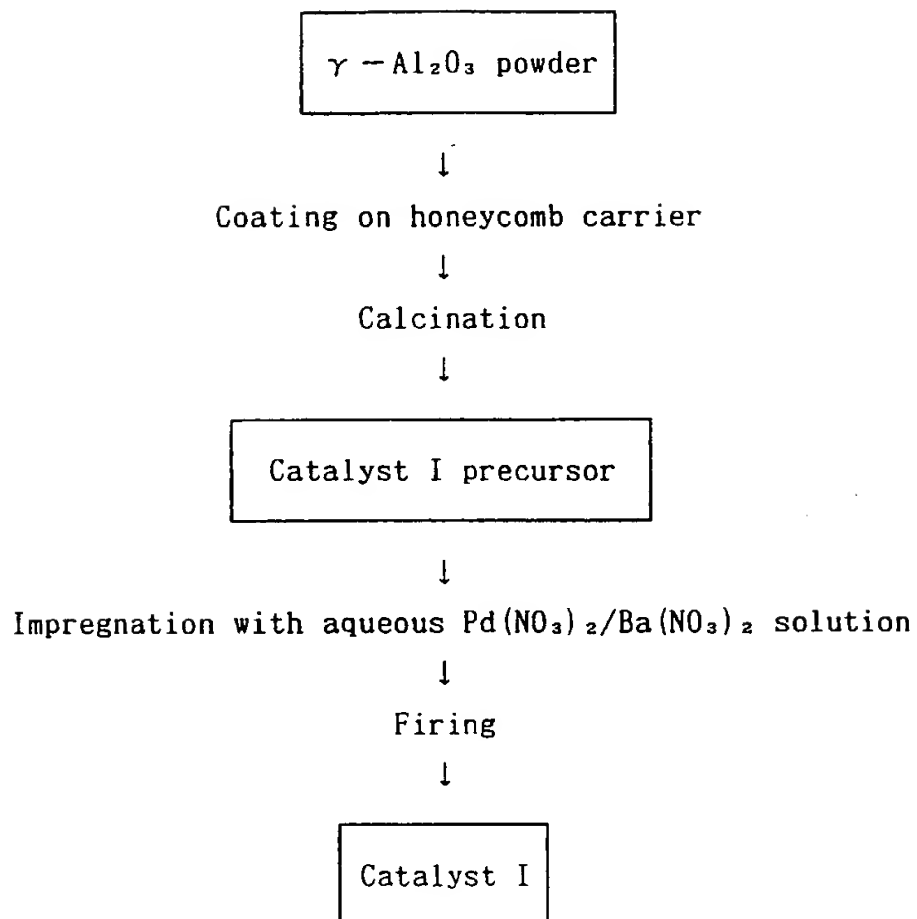 γ－Al₂O₃ powder
↓
Coating on honeycomb carrier
↓
Calcination
↓
Catalyst I precursor
↓
Impregnation with aqueous Pd(NO₃)₂/Ba(NO₃)₂ solution
↓
Firing
↓
Catalyst I